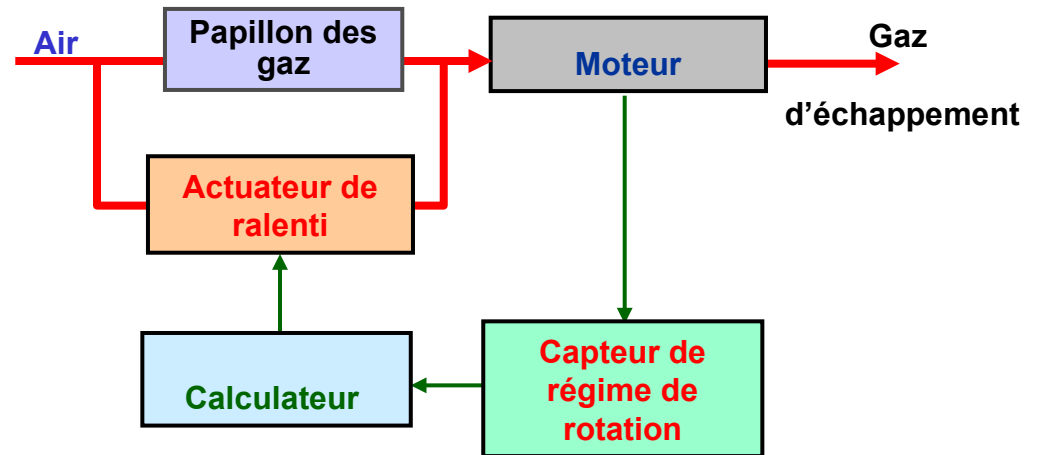 Air
Papillon des
gaz
Moteur
Gaz
d'échappement
Actuateur de
ralenti
Calculateur
Capteur de
régime de
rotation